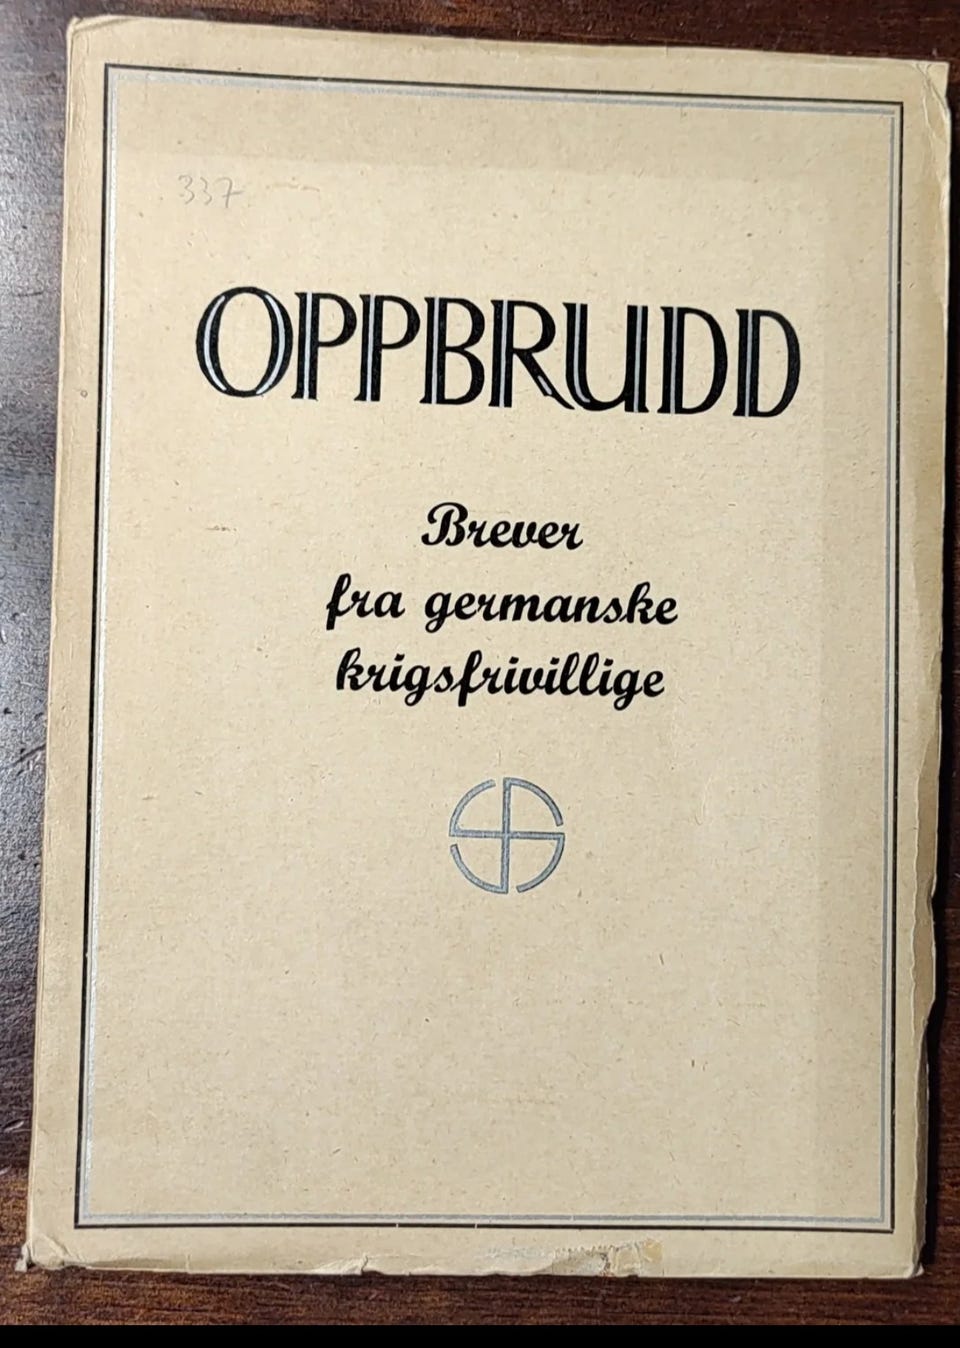 337
OPPBRUDD
Brever
fra germanske
krigsfrivillige